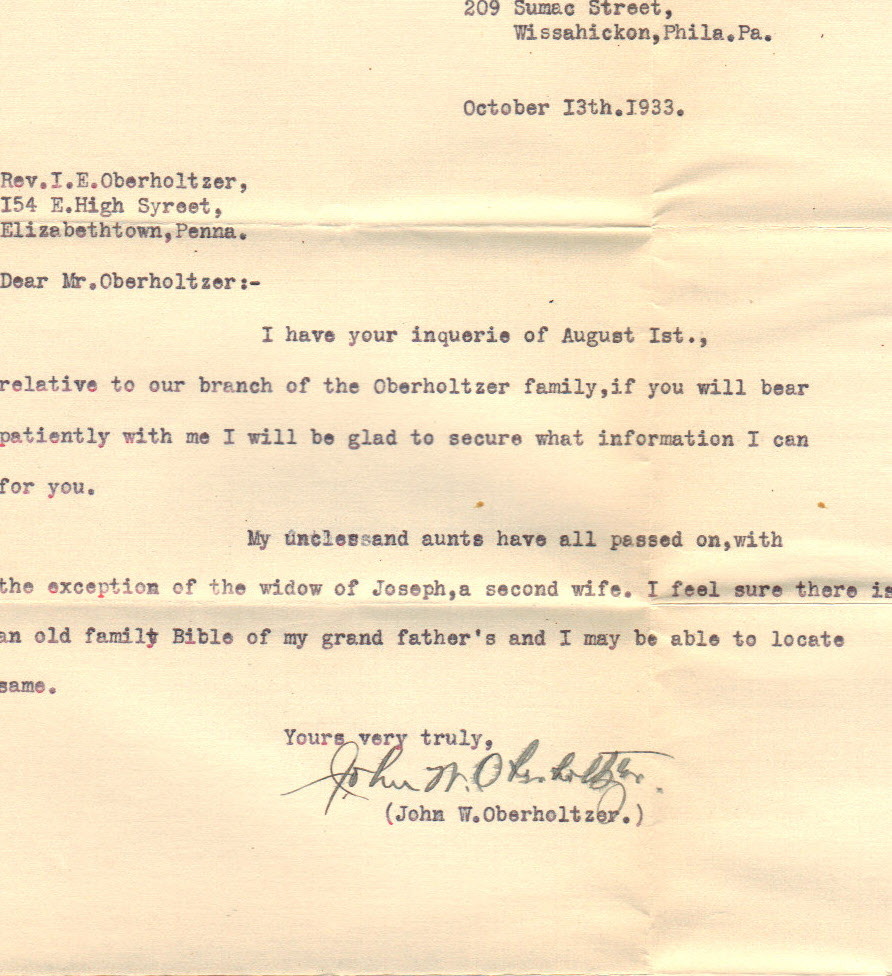 209 Sumac Street,
Wissahickon,Phila.Pa.
October I3th.I933.
Rev.I.E.Oberholtzer,
I54 E.High Syreet,
Elizabethtown,Penna.
Dear Mr.Oberholtzer:-
I have your inquerie of August Ist.,
relative to our branch of the Oberholtzer family,if you will bear
patiently with me I will be glad to secure what information I can
for you.
My unclessand aunts have all passed on,with
the exception of the widow of Joseph,a second wife. I feel sure there is
an old family Bible of my grand father's and I may be able to locate
same.
Yours very truly,
John W. Oberholtzer.
(John W.Oberholtzer.)